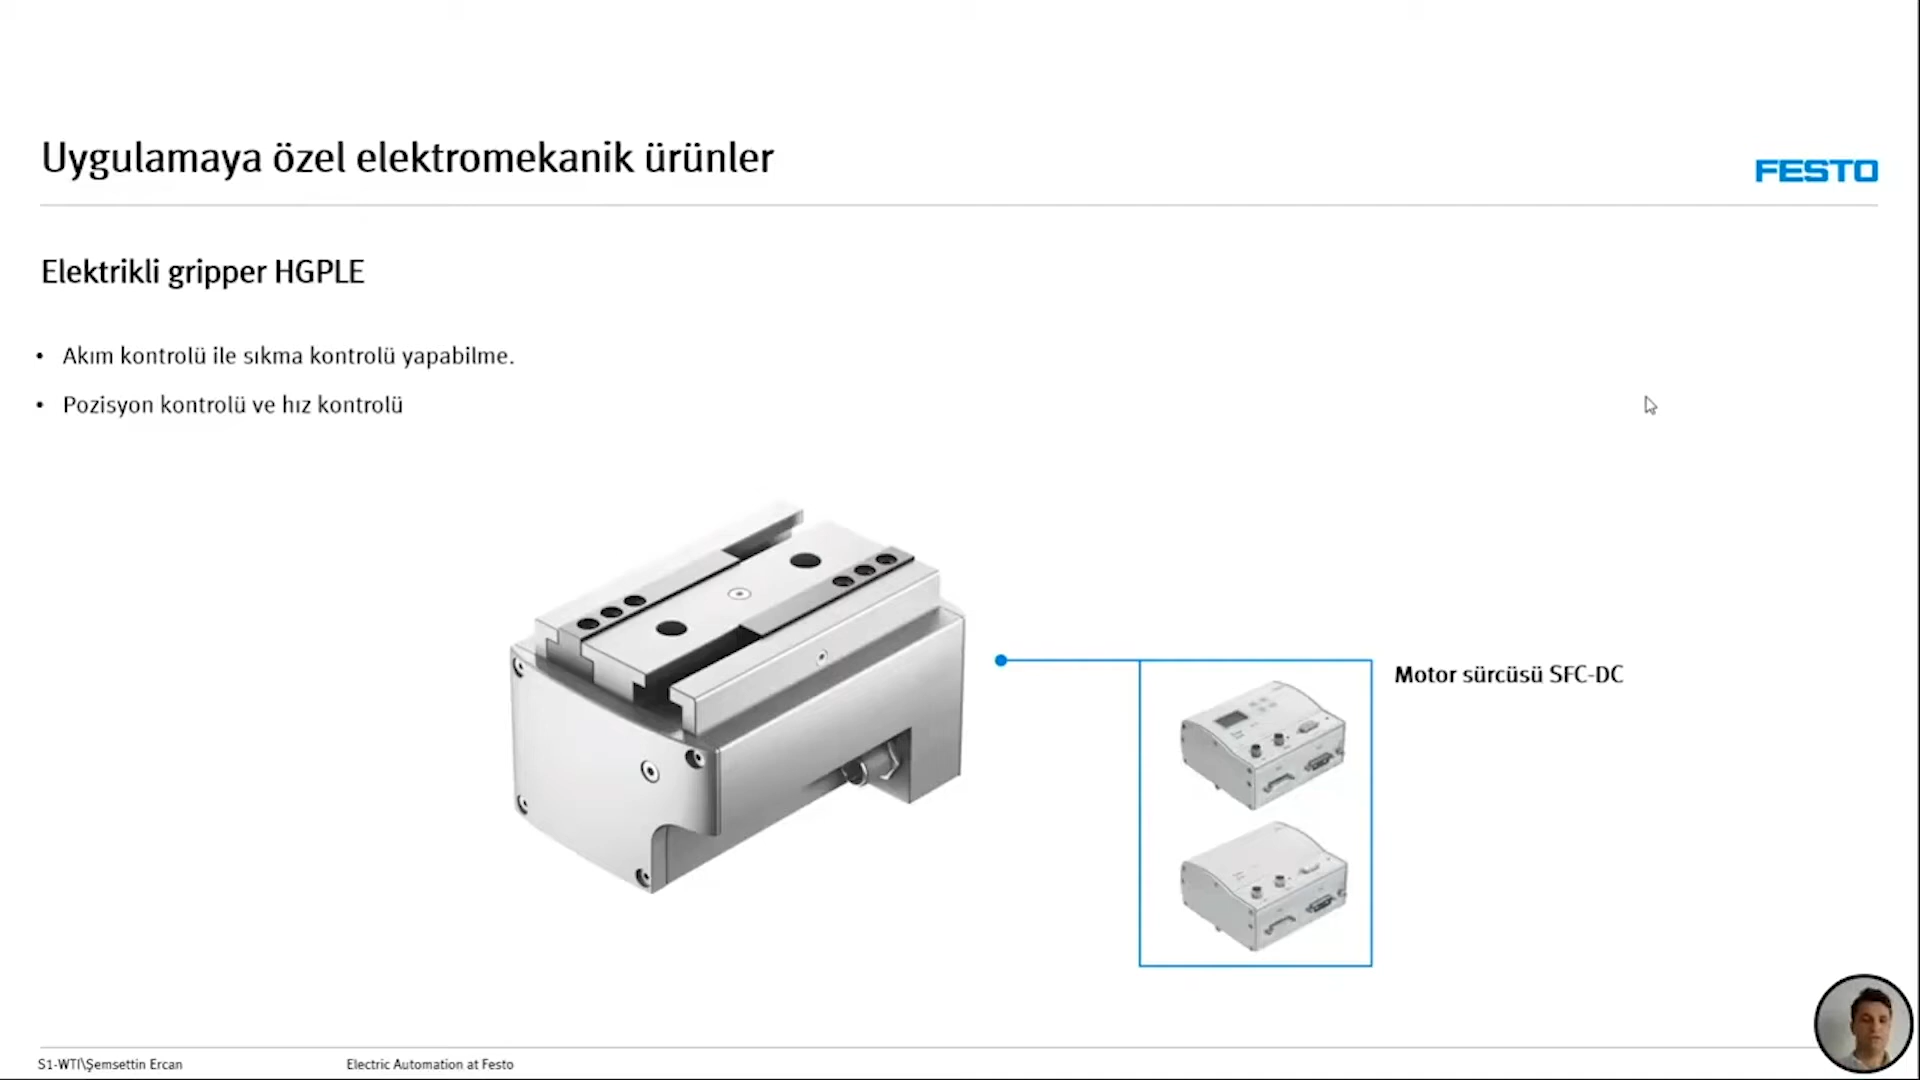 Uygulamaya özel elektromekanik ürünler
FESTO
Elektrikli gripper HGPLE
• Akım kontrolü ile sıkma kontrolü yapabilme.
• Pozisyon kontrolü ve hız kontrolü
Motor sürcüsü SFC-DC
S1-WTI\Şemsettin Ercan
Electric Automation at Festo